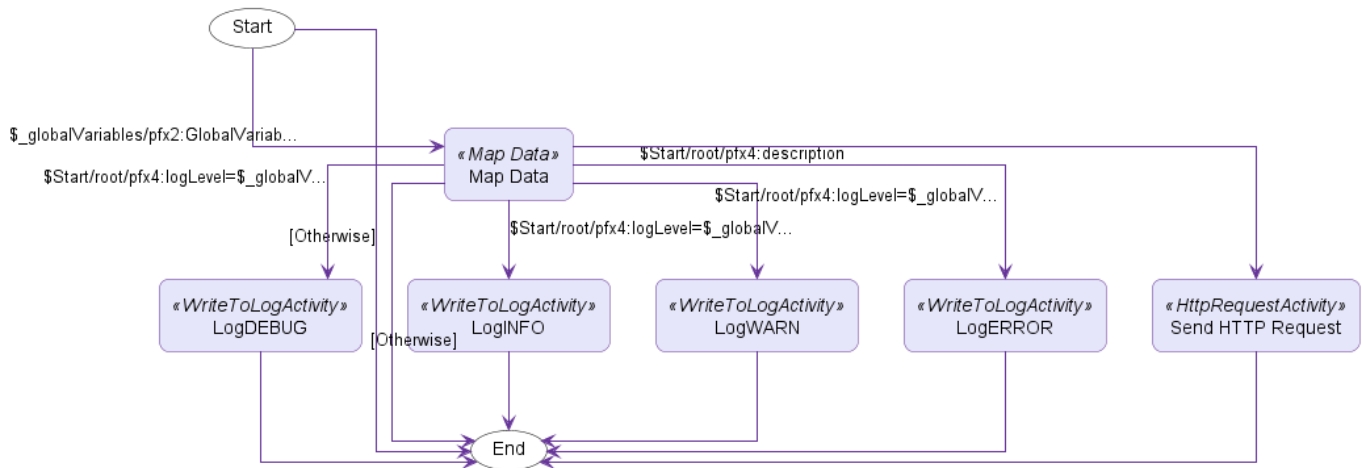 Start
$_globalVariables/pfx2:GlobalVariab...
«Map Data»
Map Data
$Start/root/pfx4:description
$Start/root/pfx4:logLevel=$_globalV...
$Start/root/pfx4:logLevel=$_globalV...
[Otherwise]
$Start/root/pfx4:logLevel=$_globalV...
«WriteToLogActivity»
LogDEBUG
«WriteToLogActivity»
LogINFO
«WriteToLogActivity»
LogWARN
«WriteToLogActivity»
LogERROR
«HttpRequestActivity»
Send HTTP Request
[Otherwise]
End